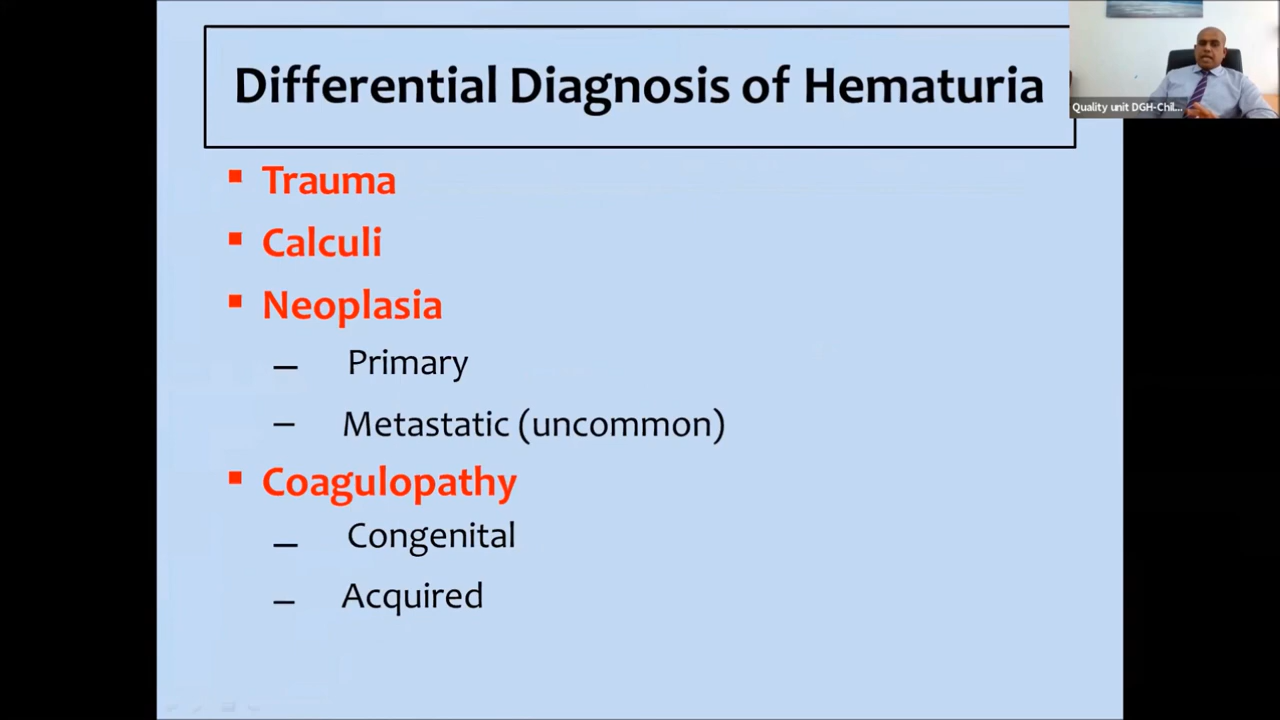 Differential Diagnosis of Hematuria
Quality unit DGH-Chil...
▪ Trauma
▪ Calculi
▪ Neoplasia
– Primary
– Metastatic (uncommon)
▪ Coagulopathy
– Congenital
– Acquired